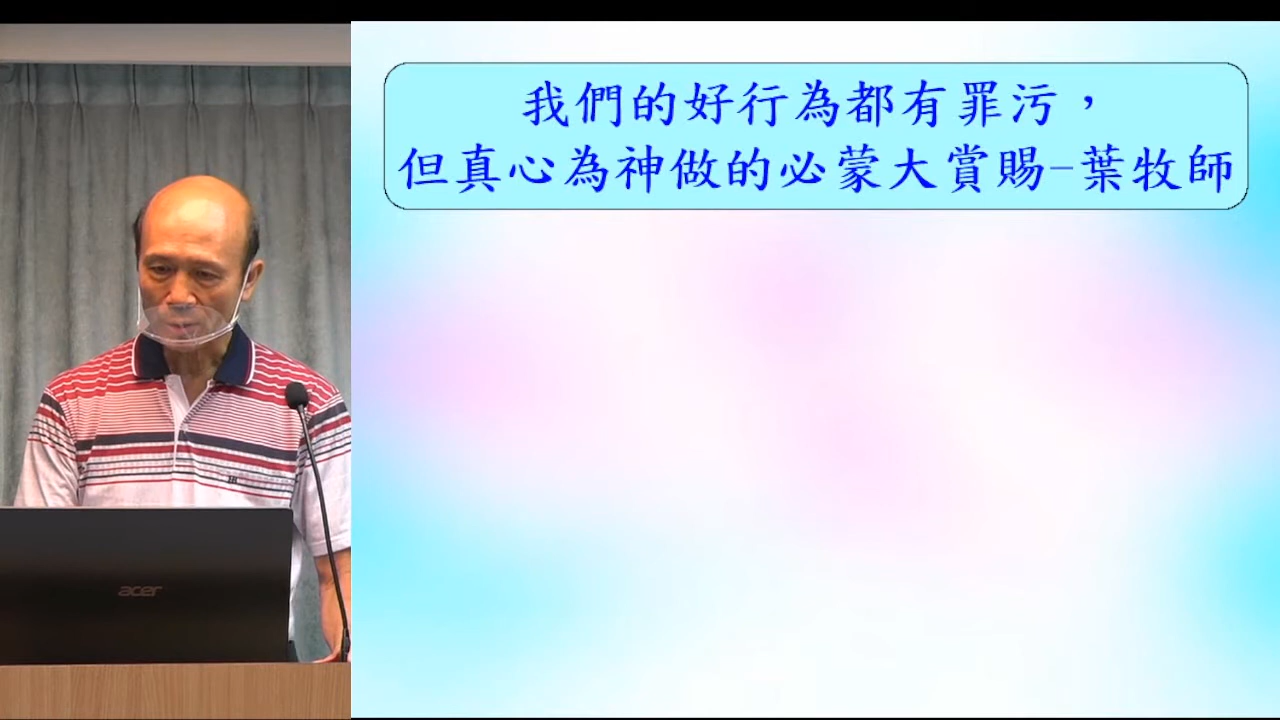 我們的好行為都有罪污，
但真心為神做的必蒙大賞賜-葉牧師
acer